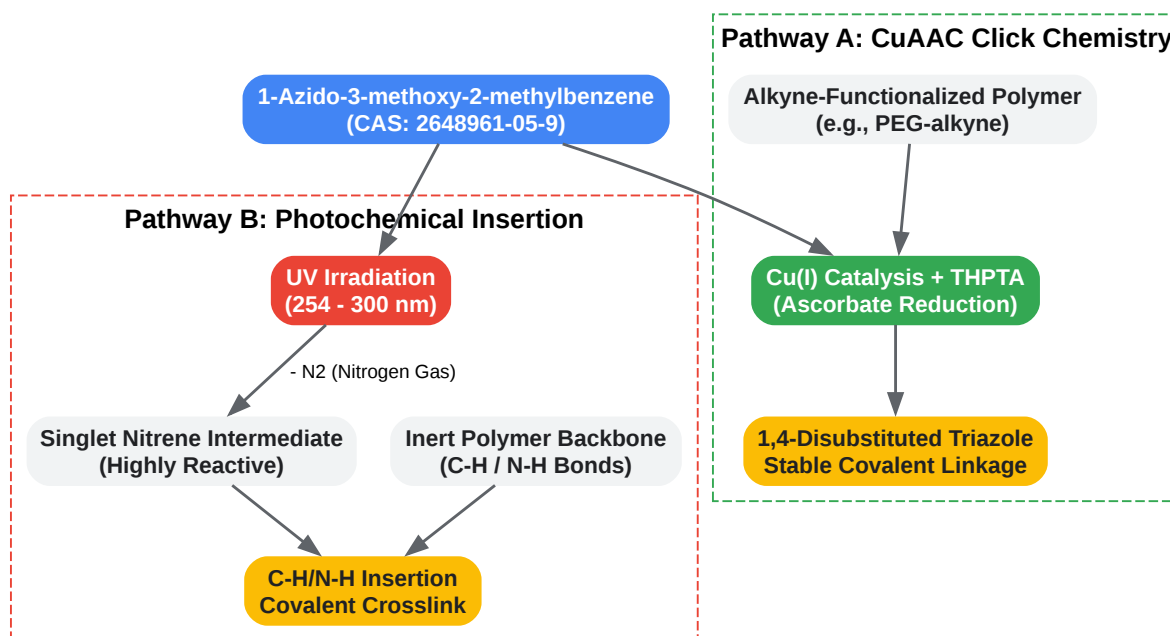 Pathway A: CuAAC Click Chemistry
1-Azido-3-methoxy-2-methylbenzene
(CAS: 2648961-05-9)
Alkyne-Functionalized Polymer
(e.g., PEG-alkyne)
Pathway B: Photochemical Insertion
UV Irradiation
(254 - 300 nm)
Cu(I) Catalysis + THPTA
(Ascorbate Reduction)
- N2 (Nitrogen Gas)
Singlet Nitrene Intermediate
(Highly Reactive)
Inert Polymer Backbone
(C-H / N-H Bonds)
1,4-Disubstituted Triazole
Stable Covalent Linkage
C-H/N-H Insertion
Covalent Crosslink